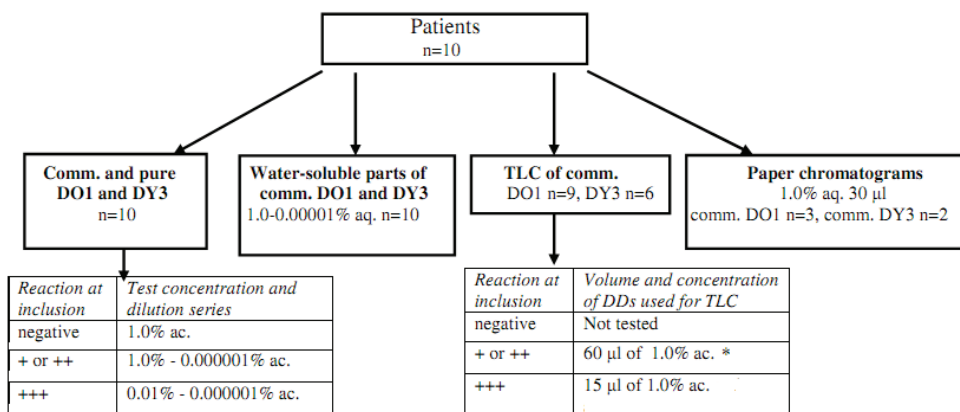 Patients
n=10
Comm. and pure
DO1 and DY3
n=10
Water-soluble parts of
comm. DO1 and DY3
1.0-0.00001% aq. n=10
TLC of comm.
DO1 n=9, DY3 n=6
Paper chromatograms
1.0% aq. 30 µl
comm. DO1 n=3, comm. DY3 n=2
Reaction at
inclusion
Test concentration and
dilution series
negative
1.0% ac.
+ or ++
1.0% - 0.000001% ac.
+++
0.01% - 0.000001% ac.
Reaction at
inclusion
Volume and concentration
of DDs used for TLC
negative
Not tested
+ or ++
60 µl of 1.0% ac. *
+++
15 µl of 1.0% ac.